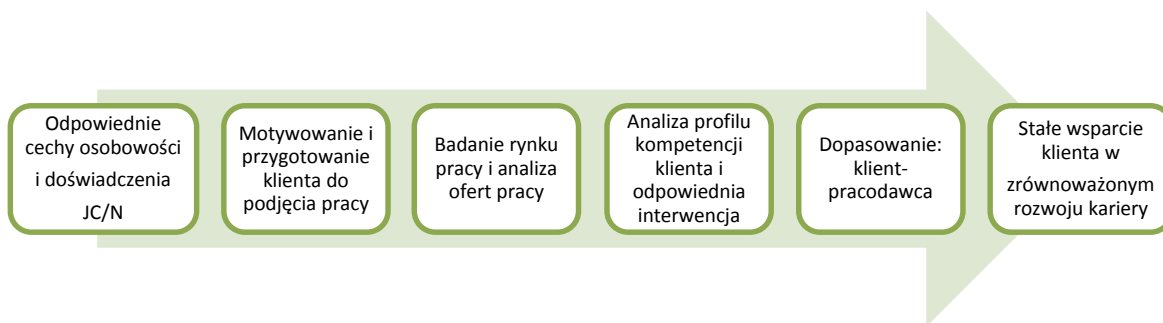 Odpowiednie
cechy osobowości
i doświadczenia
JC/N
Motywowanie i
przygotowanie
klienta do
podjęcia pracy
Badanie rynku
pracy i analiza
ofert pracy
Analiza profilu
kompetencji
klienta i
odpowiednia
interwencja
Dopasowanie:
klient-
pracodawca
Stałe wsparcie
klienta w
zrównoważonym
rozwoju kariery